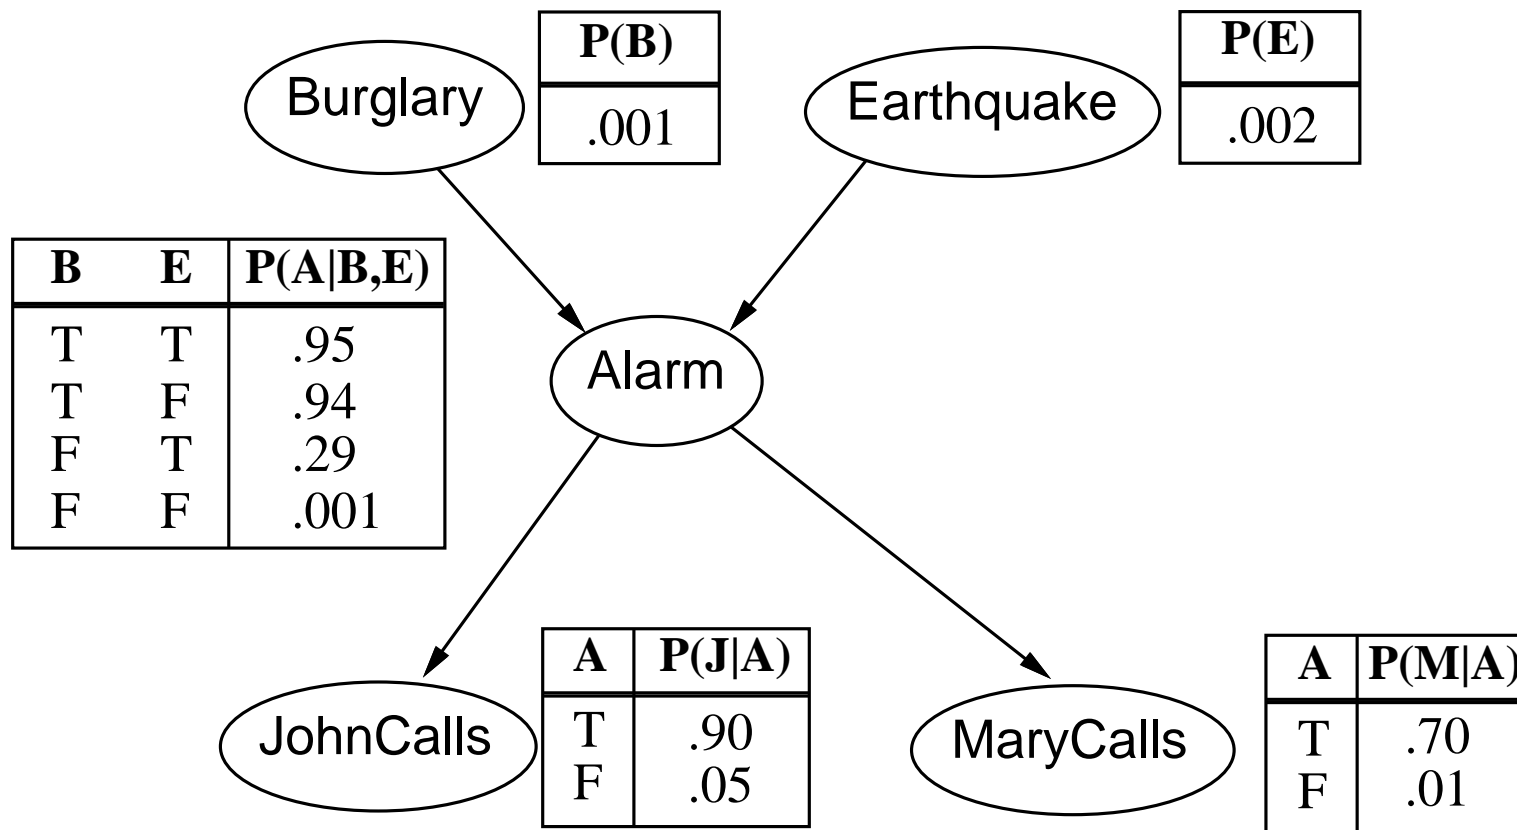 Burglary
P(B)
.001
Earthquake
P(E)
.002
B E P(A|B,E)
T T .95
T F .94
F T .29
F F .001
Alarm
JohnCalls
A P(J|A)
T .90
F .05
MaryCalls
A P(M|A)
T .70
F .01